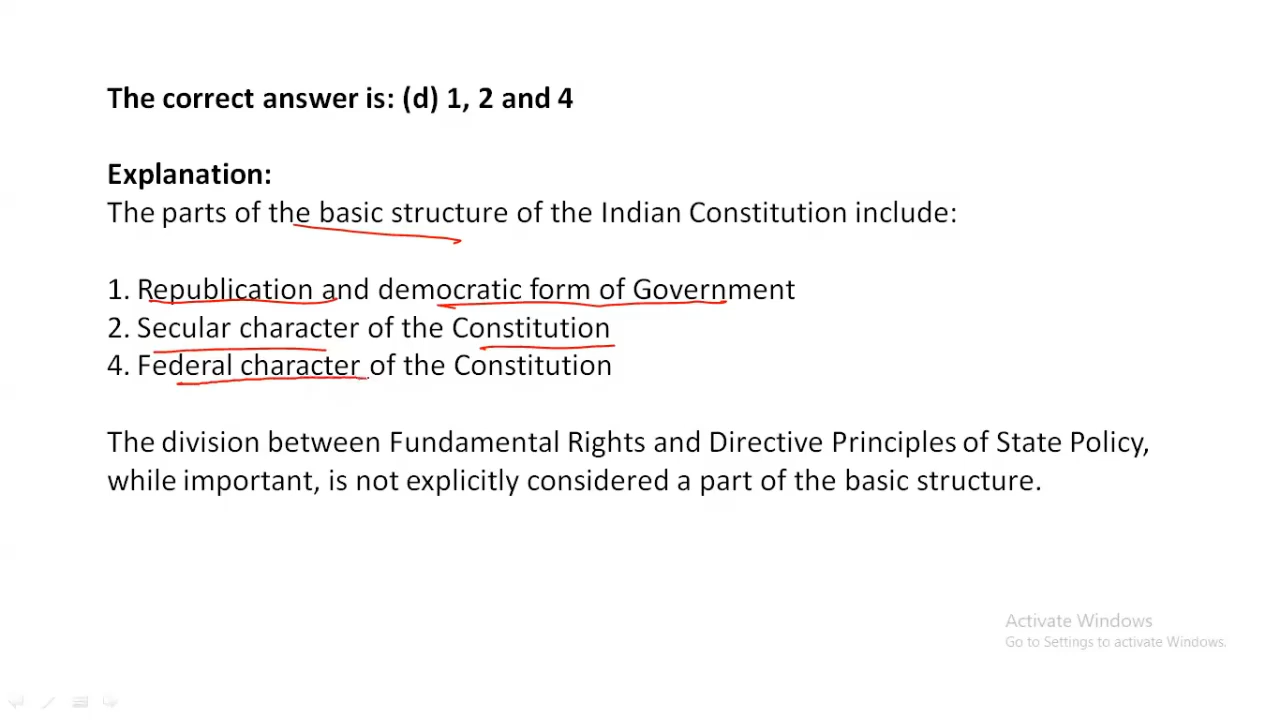 The correct answer is: (d) 1, 2 and 4
Explanation:
The parts of the basic structure of the Indian Constitution include:
1. Republication and democratic form of Government
2. Secular character of the Constitution
4. Federal character of the Constitution
The division between Fundamental Rights and Directive Principles of State Policy,
while important, is not explicitly considered a part of the basic structure.
Activate Windows
Go to Settings to activate Windows.